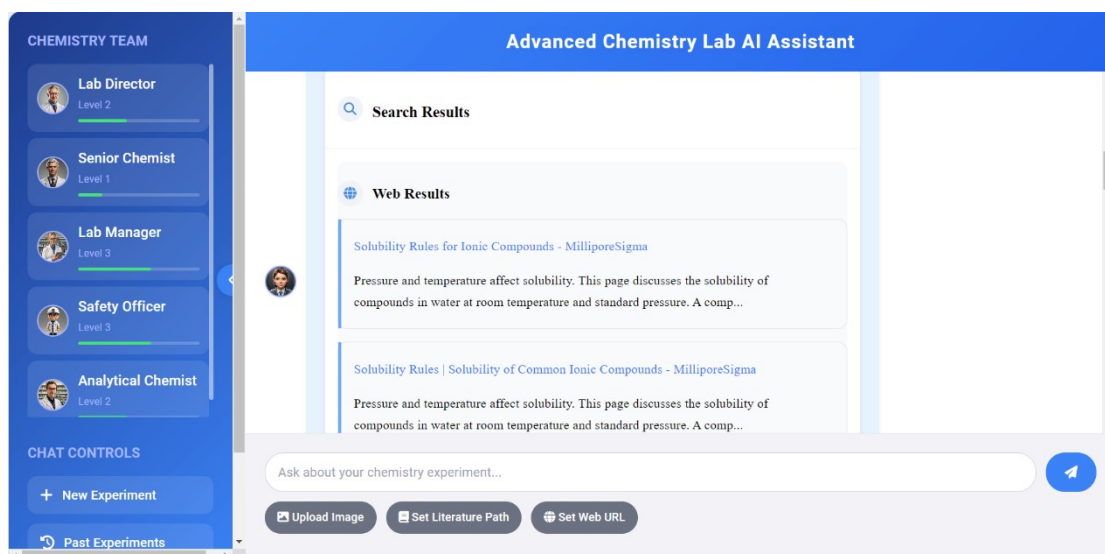 CHEMISTRY TEAM
Lab Director
Level 2
Senior Chemist
Level 1
Lab Manager
Level 3
Safety Officer
Level 3
Analytical Chemist
Level 2
CHAT CONTROLS
+ New Experiment
Past Experiments
Advanced Chemistry Lab AI Assistant
Search Results
Web Results
Solubility Rules for Ionic Compounds - MilliporeSigma
Pressure and temperature affect solubility. This page discusses the solubility of
compounds in water at room temperature and standard pressure. A comp...
Solubility Rules | Solubility of Common Ionic Compounds - MilliporeSigma
Pressure and temperature affect solubility. This page discusses the solubility of
compounds in water at room temperature and standard pressure. A comp...
Ask about your chemistry experiment...
Upload Image Set Literature Path Set Web URL